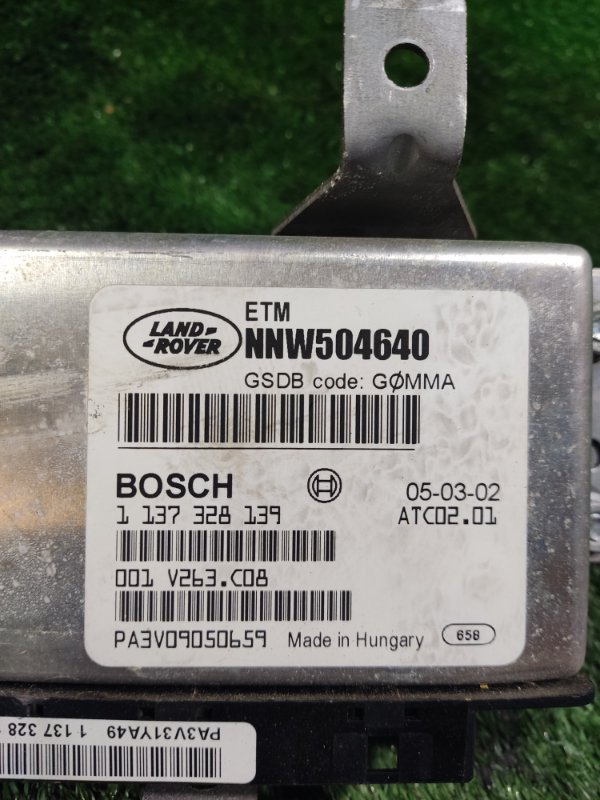 LAND-
-ROVER
ETM
NNW504640
GSDB code: GØMMA
BOSCH
05-03-02
1 137 328 139
ATC02.01
001 V263.C08
PA3V09050659 Made in Hungary 658
PA3V31YA49 1 137 328